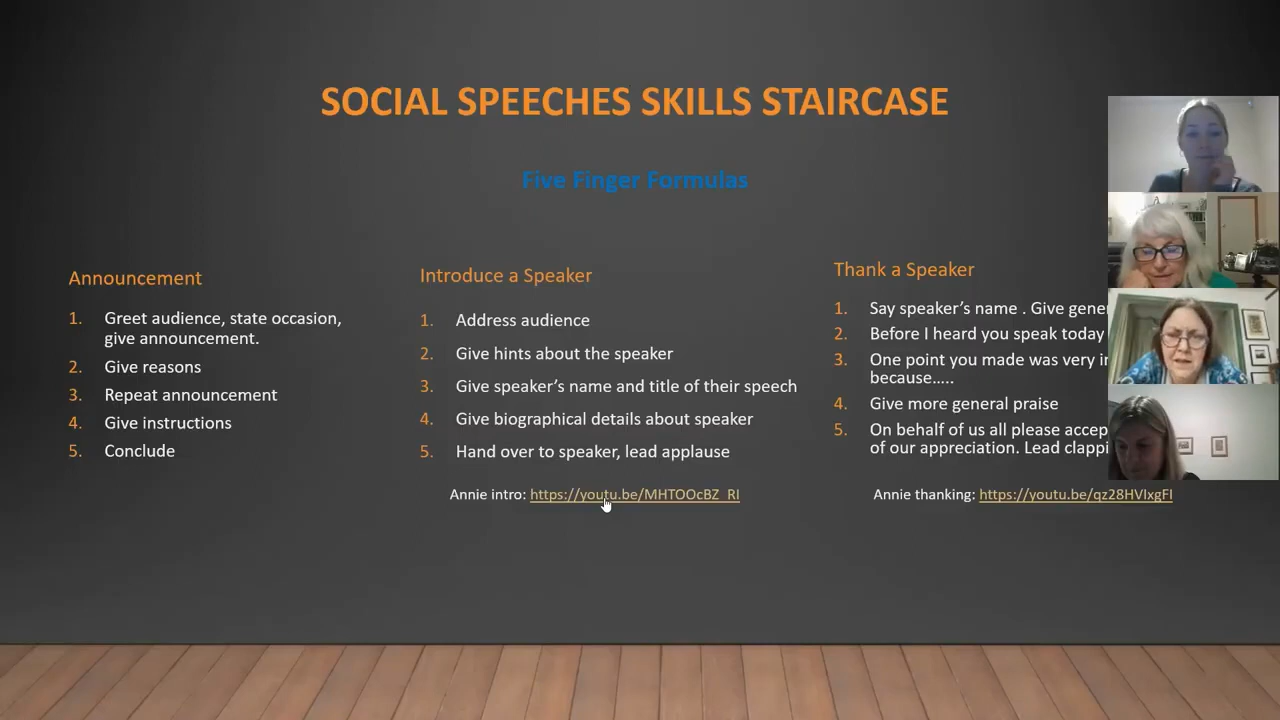 SOCIAL SPEECHES SKILLS STAIRCASE
Five Finger Formulas
Announcement
1. Greet audience, state occasion,
give announcement.
2. Give reasons
3. Repeat announcement
4. Give instructions
5. Conclude
Introduce a Speaker
1. Address audience
2. Give hints about the speaker
3. Give speaker’s name and title of their speech
4. Give biographical details about speaker
5. Hand over to speaker, lead applause
Annie intro: https://youtu.be/MHTOOcBZ_RI
Thank a Speaker
1. Say speaker’s name . Give
2. Before I heard you speak today
3. One point you made was very
because…..
4. Give more general praise
5. On behalf of us all please
of our appreciation. Lead
Annie thanking: https://youtu.be/qz28HVIxgFI